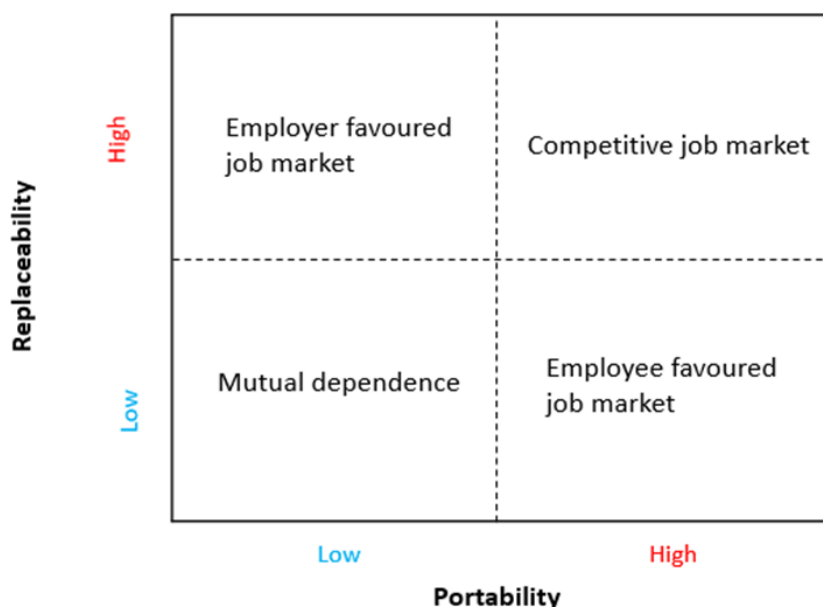 High
Employer favoured
job market
Competitive job market
Replaceability
Low
Mutual dependence
Employee favoured
job market
Low
High
Portability